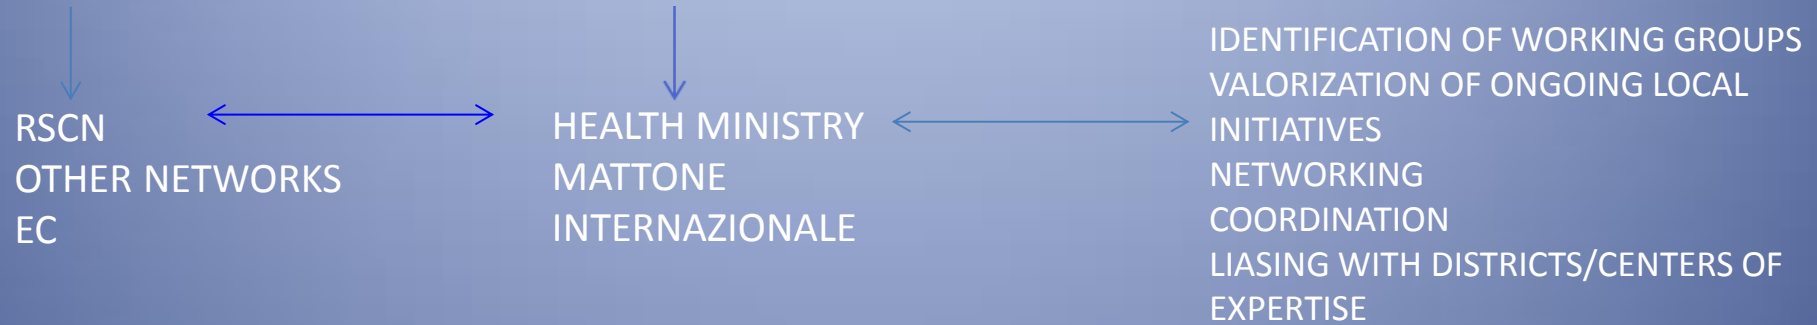 RSCN
OTHER NETWORKS
EC
HEALTH MINISTRY
MATTONE
INTERNAZIONALE
IDENTIFICATION OF WORKING GROUPS
VALORIZATION OF ONGOING LOCAL
INITIATIVES
NETWORKING
COORDINATION
LIASING WITH DISTRICTS/CENTERS OF
EXPERTISE